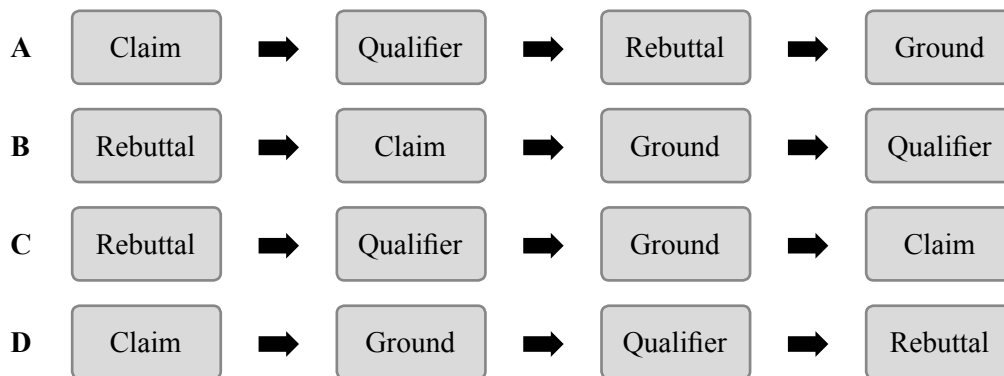 A Claim Qualifier Rebuttal Ground
B Rebuttal Claim Ground Qualifier
C Rebuttal Qualifier Ground Claim
D Claim Ground Qualifier Rebuttal